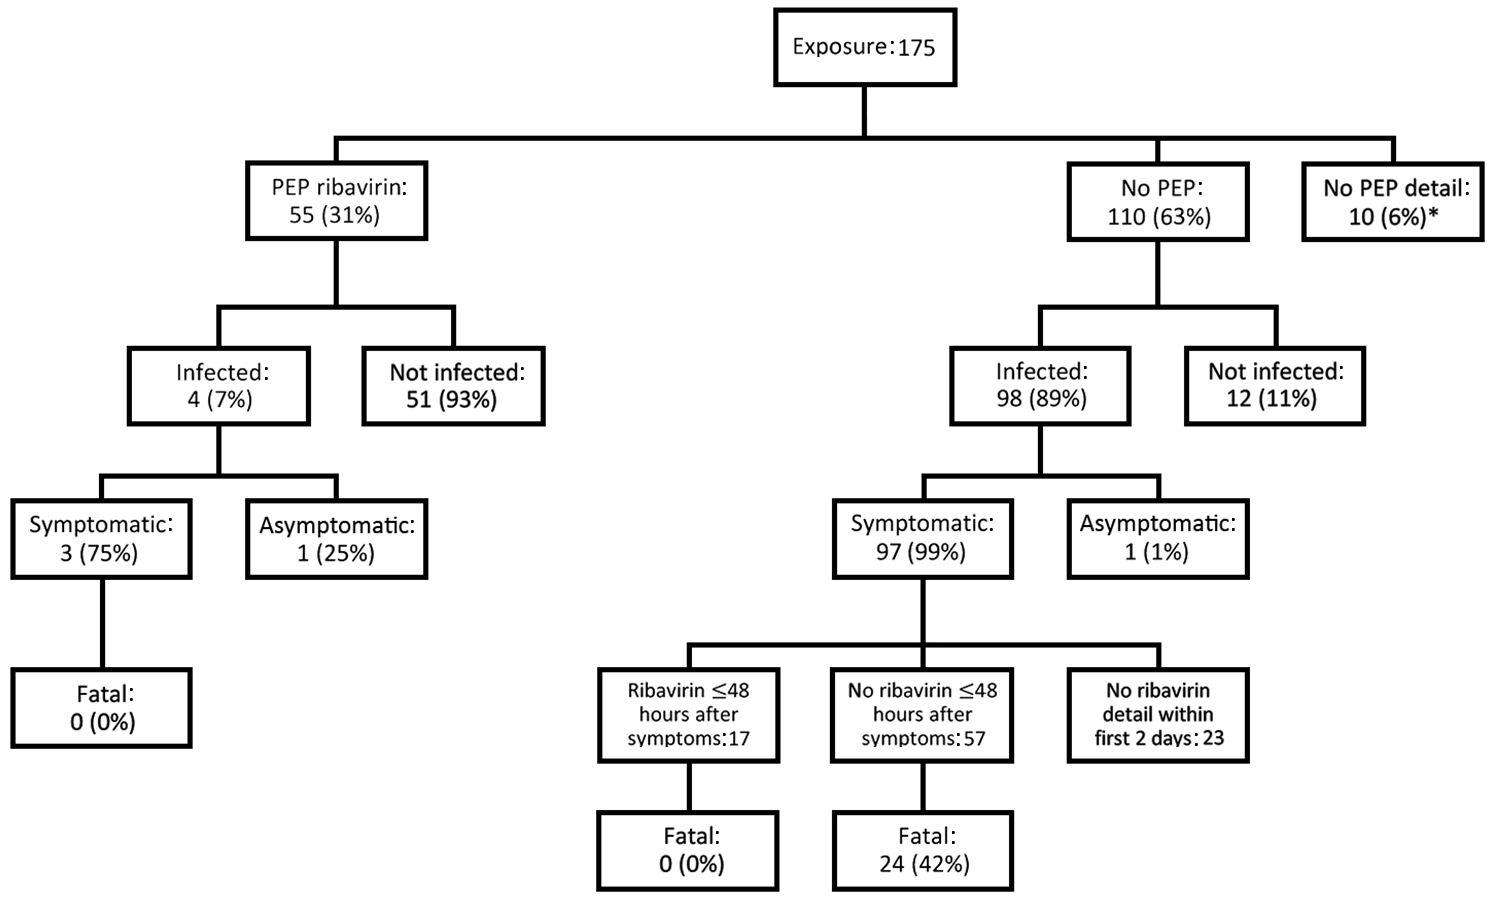 Exposure: 175
PEP ribavirin:
55 (31%)
No PEP:
110 (63%)
No PEP detail:
10 (6%)*
Infected:
4 (7%)
Not infected:
51 (93%)
Infected:
98 (89%)
Not infected:
12 (11%)
Symptomatic:
3 (75%)
Asymptomatic:
1 (25%)
Symptomatic:
97 (99%)
Asymptomatic:
1 (1%)
Fatal:
0 (0%)
Ribavirin ≤48
hours after
symptoms: 17
No ribavirin ≤48
hours after
symptoms: 57
No ribavirin
detail within
first 2 days: 23
Fatal:
0 (0%)
Fatal:
24 (42%)